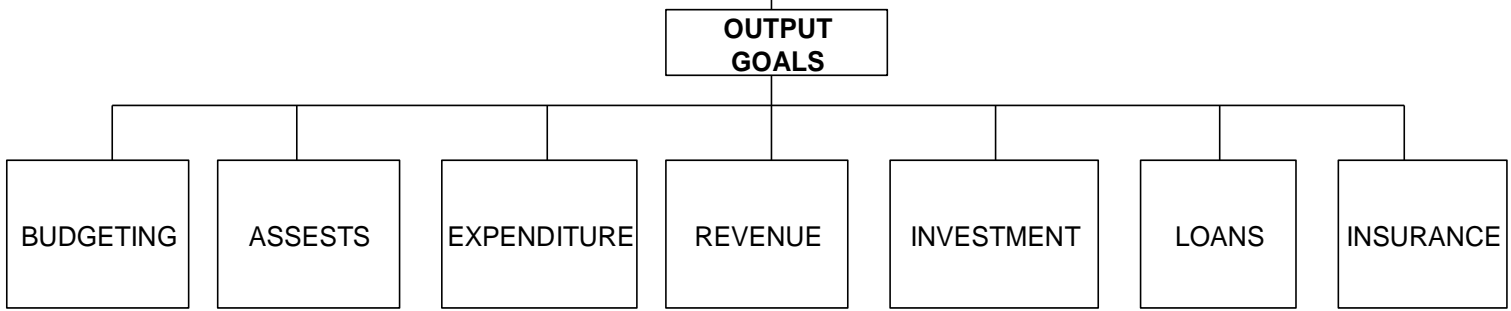 OUTPUT
GOALS
BUDGETING
ASSESTS
EXPENDITURE
REVENUE
INVESTMENT
LOANS
INSURANCE